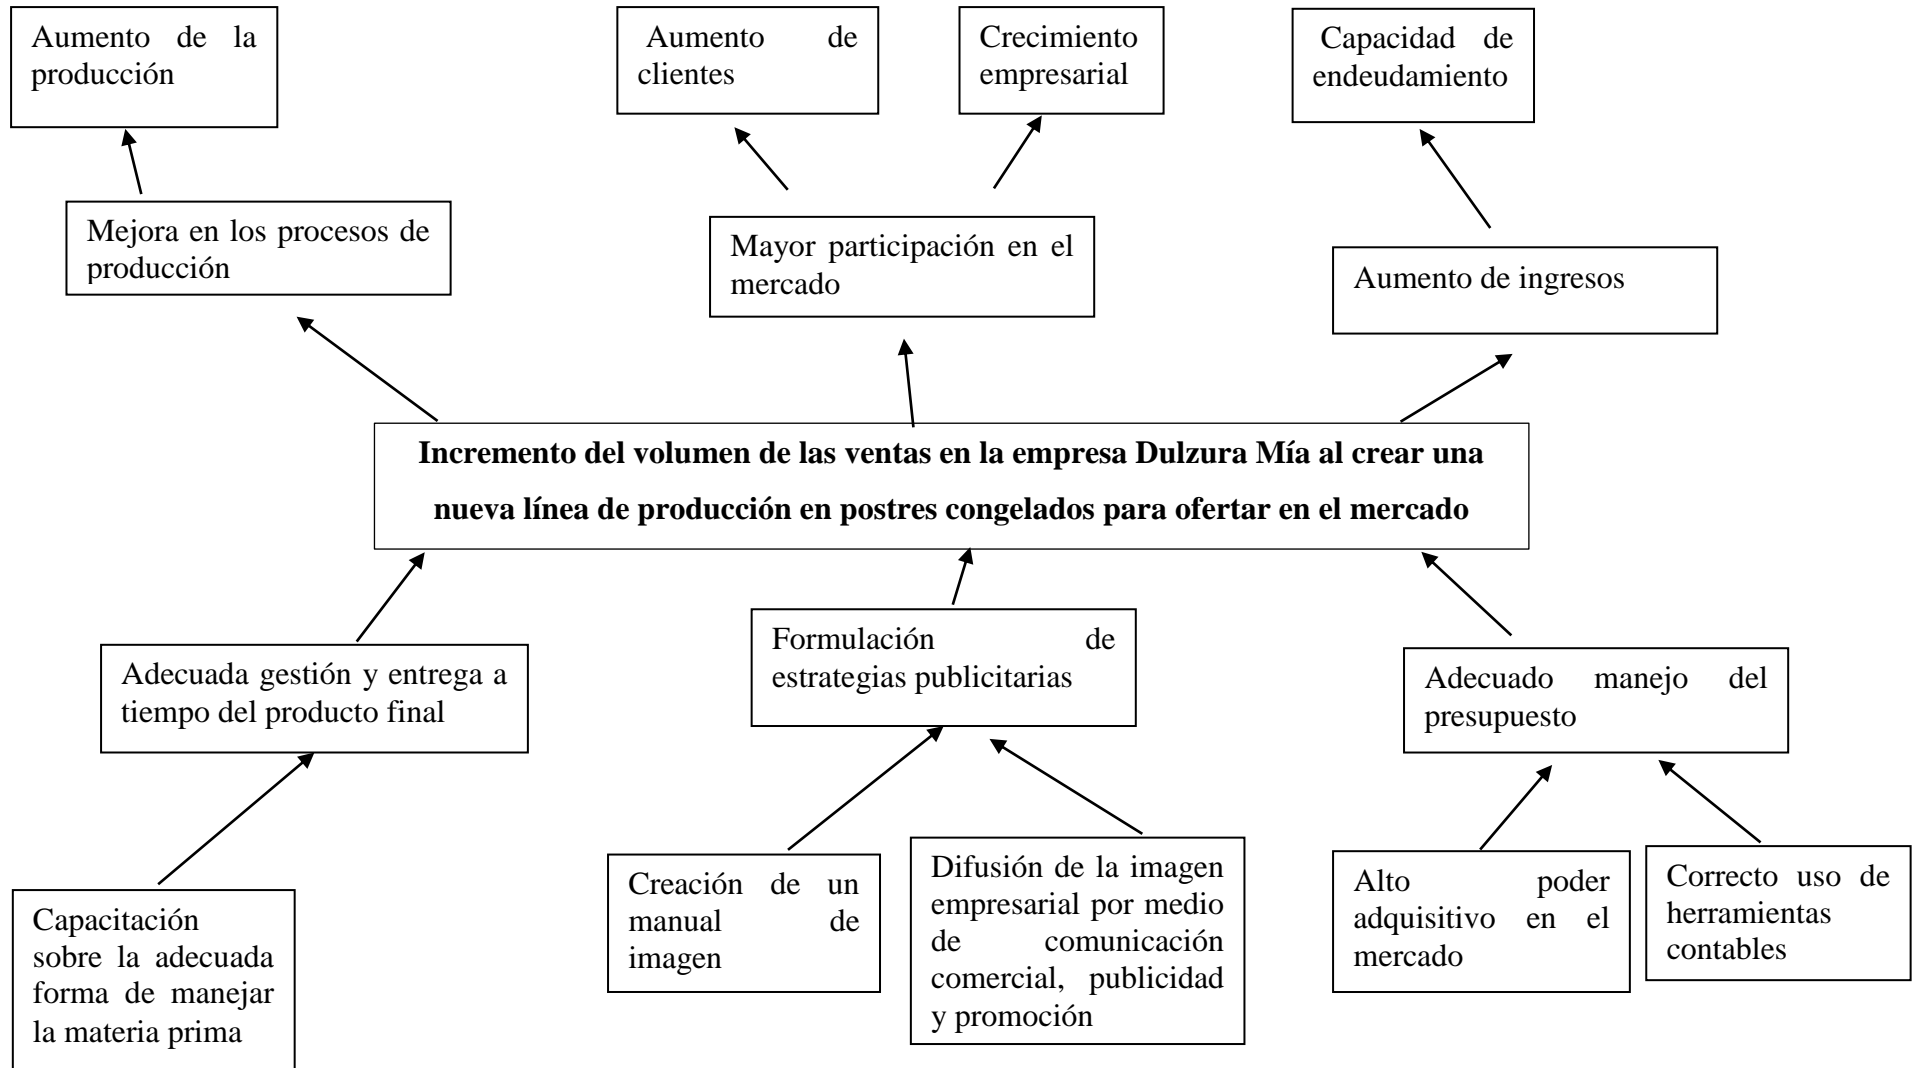 Aumento de la
producción
Aumento de
clientes
Crecimiento
empresarial
Capacidad de
endeudamiento
Mejora en los procesos de
producción
Mayor participación en el
mercado
Aumento de ingresos
Incremento del volumen de las ventas en la empresa Dulzura Mía al crear una
nueva línea de producción en postres congelados para ofertar en el mercado
Adecuada gestión y entrega a
tiempo del producto final
Formulación de
estrategias publicitarias
Adecuado manejo del
presupuesto
Capacitación
sobre la adecuada
forma de manejar
la materia prima
Creación de un
manual de
imagen
Difusión de la imagen
empresarial por medio
de comunicación
comercial, publicidad
y promoción
Alto poder
adquisitivo en el
mercado
Correcto uso de
herramientas
contables